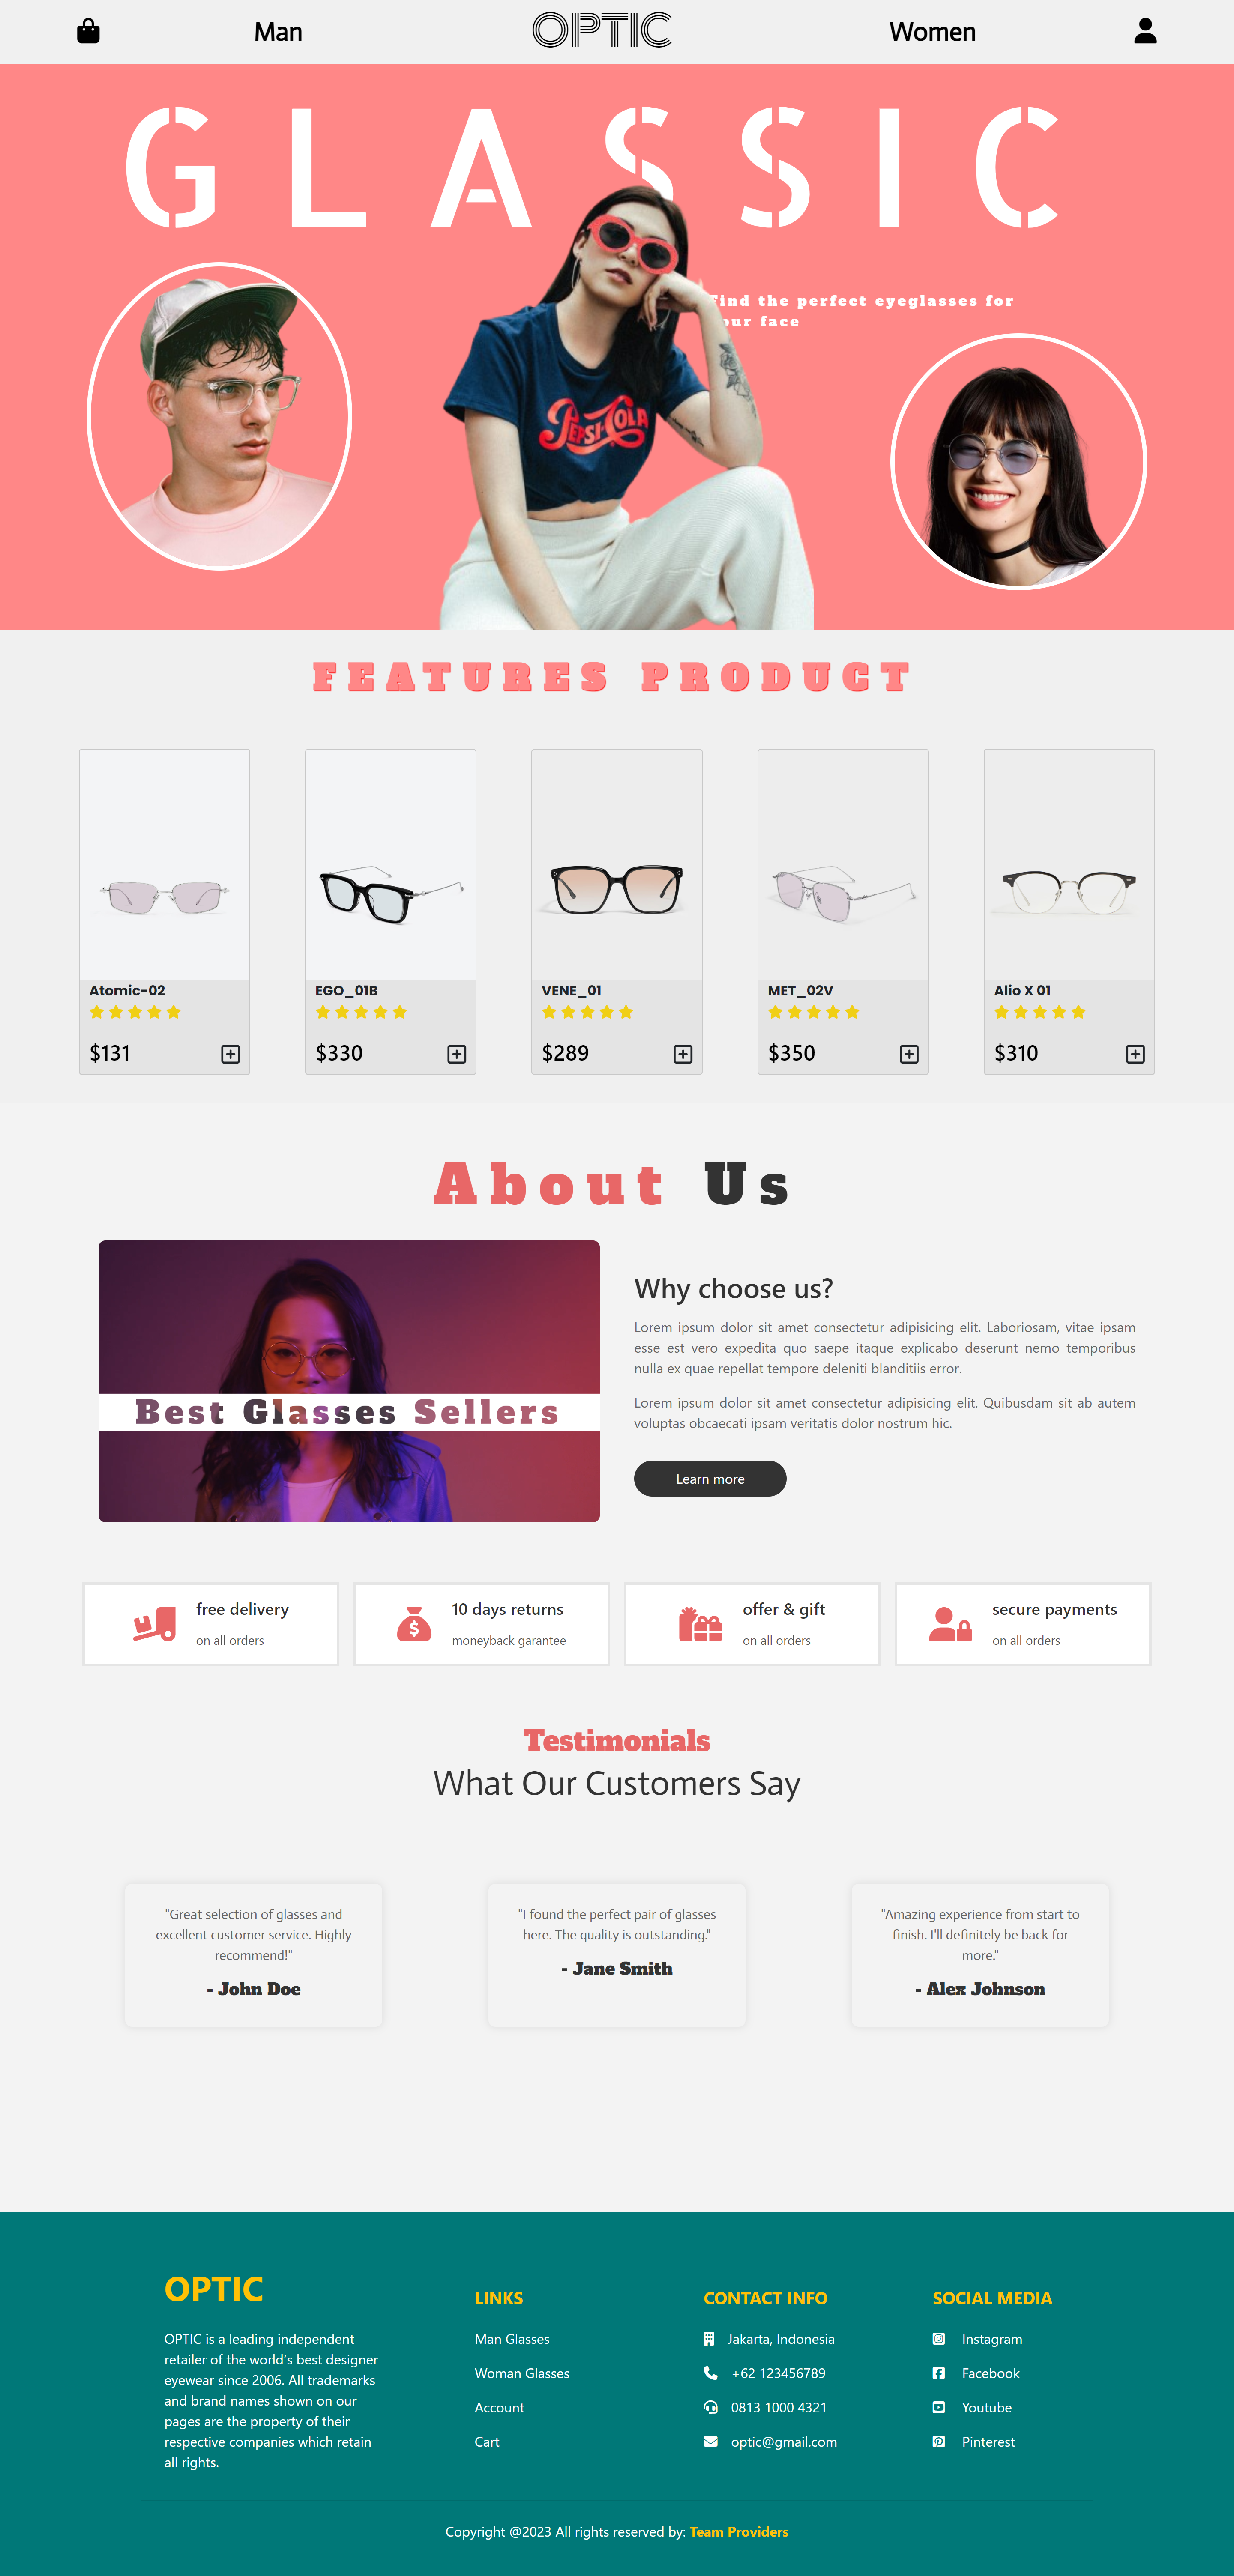 Man
OPTIC
Women
GLASSIC
Find the perfect eyeglasses for
our face
PEPSI-COLA
FEATURES PRODUCT
Atomic-02
$131
EGO_01B
$330
VENE_01
$289
MET_02V
$350
Alio X 01
$310
About Us
Best Glasses Sellers
Why choose us?
Lorem ipsum dolor sit amet consectetur adipisicing elit. Laboriosam, vitae ipsam
esse est vero expedita quo saepe itaque explicabo deserunt nemo temporibus
nulla ex quae repellat tempore deleniti blanditiis error.
Lorem ipsum dolor sit amet consectetur adipisicing elit. Quibusdam sit ab autem
voluptas obcaecati ipsam veritatis dolor nostrum hic.
Learn more
free delivery
on all orders
10 days returns
moneyback garantee
offer & gift
on all orders
secure payments
on all orders
Testimonials
What Our Customers Say
"Great selection of glasses and
excellent customer service. Highly
recommend!"
- John Doe
"I found the perfect pair of glasses
here. The quality is outstanding."
- Jane Smith
"Amazing experience from start to
finish. I'll definitely be back for
more."
- Alex Johnson
OPTIC
OPTIC is a leading independent
retailer of the world's best designer
eyewear since 2006. All trademarks
and brand names shown on our
pages are the property of their
respective companies which retain
all rights.
LINKS
Man Glasses
Woman Glasses
Account
Cart
CONTACT INFO
Jakarta, Indonesia
+62 123456789
0813 1000 4321
optic@gmail.com
SOCIAL MEDIA
Instagram
Facebook
Youtube
Pinterest
Copyright @2023 All rights reserved by: Team Providers